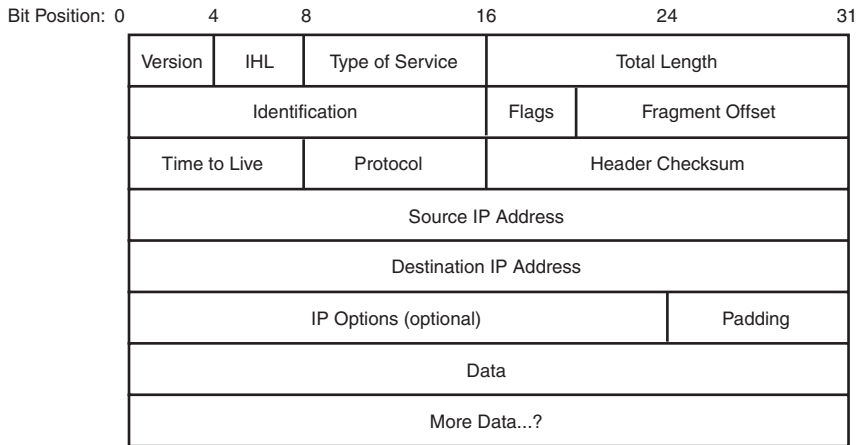 Bit Position: 0 4 8 16 24 31
Version IHL Type of Service Total Length
Identification Flags Fragment Offset
Time to Live Protocol Header Checksum
Source IP Address
Destination IP Address
IP Options (optional) Padding
Data
More Data...?